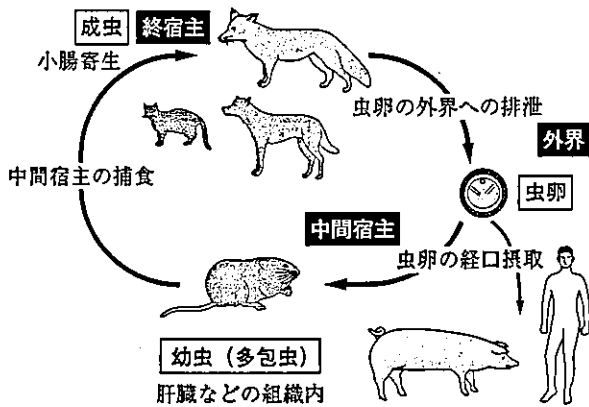 成虫 終宿主
小腸寄生
虫卵の外界への排泄
外界
虫卵
中間宿主の捕食
中間宿主
虫卵の経口摂取
幼虫(多包虫)
肝臓などの組織内